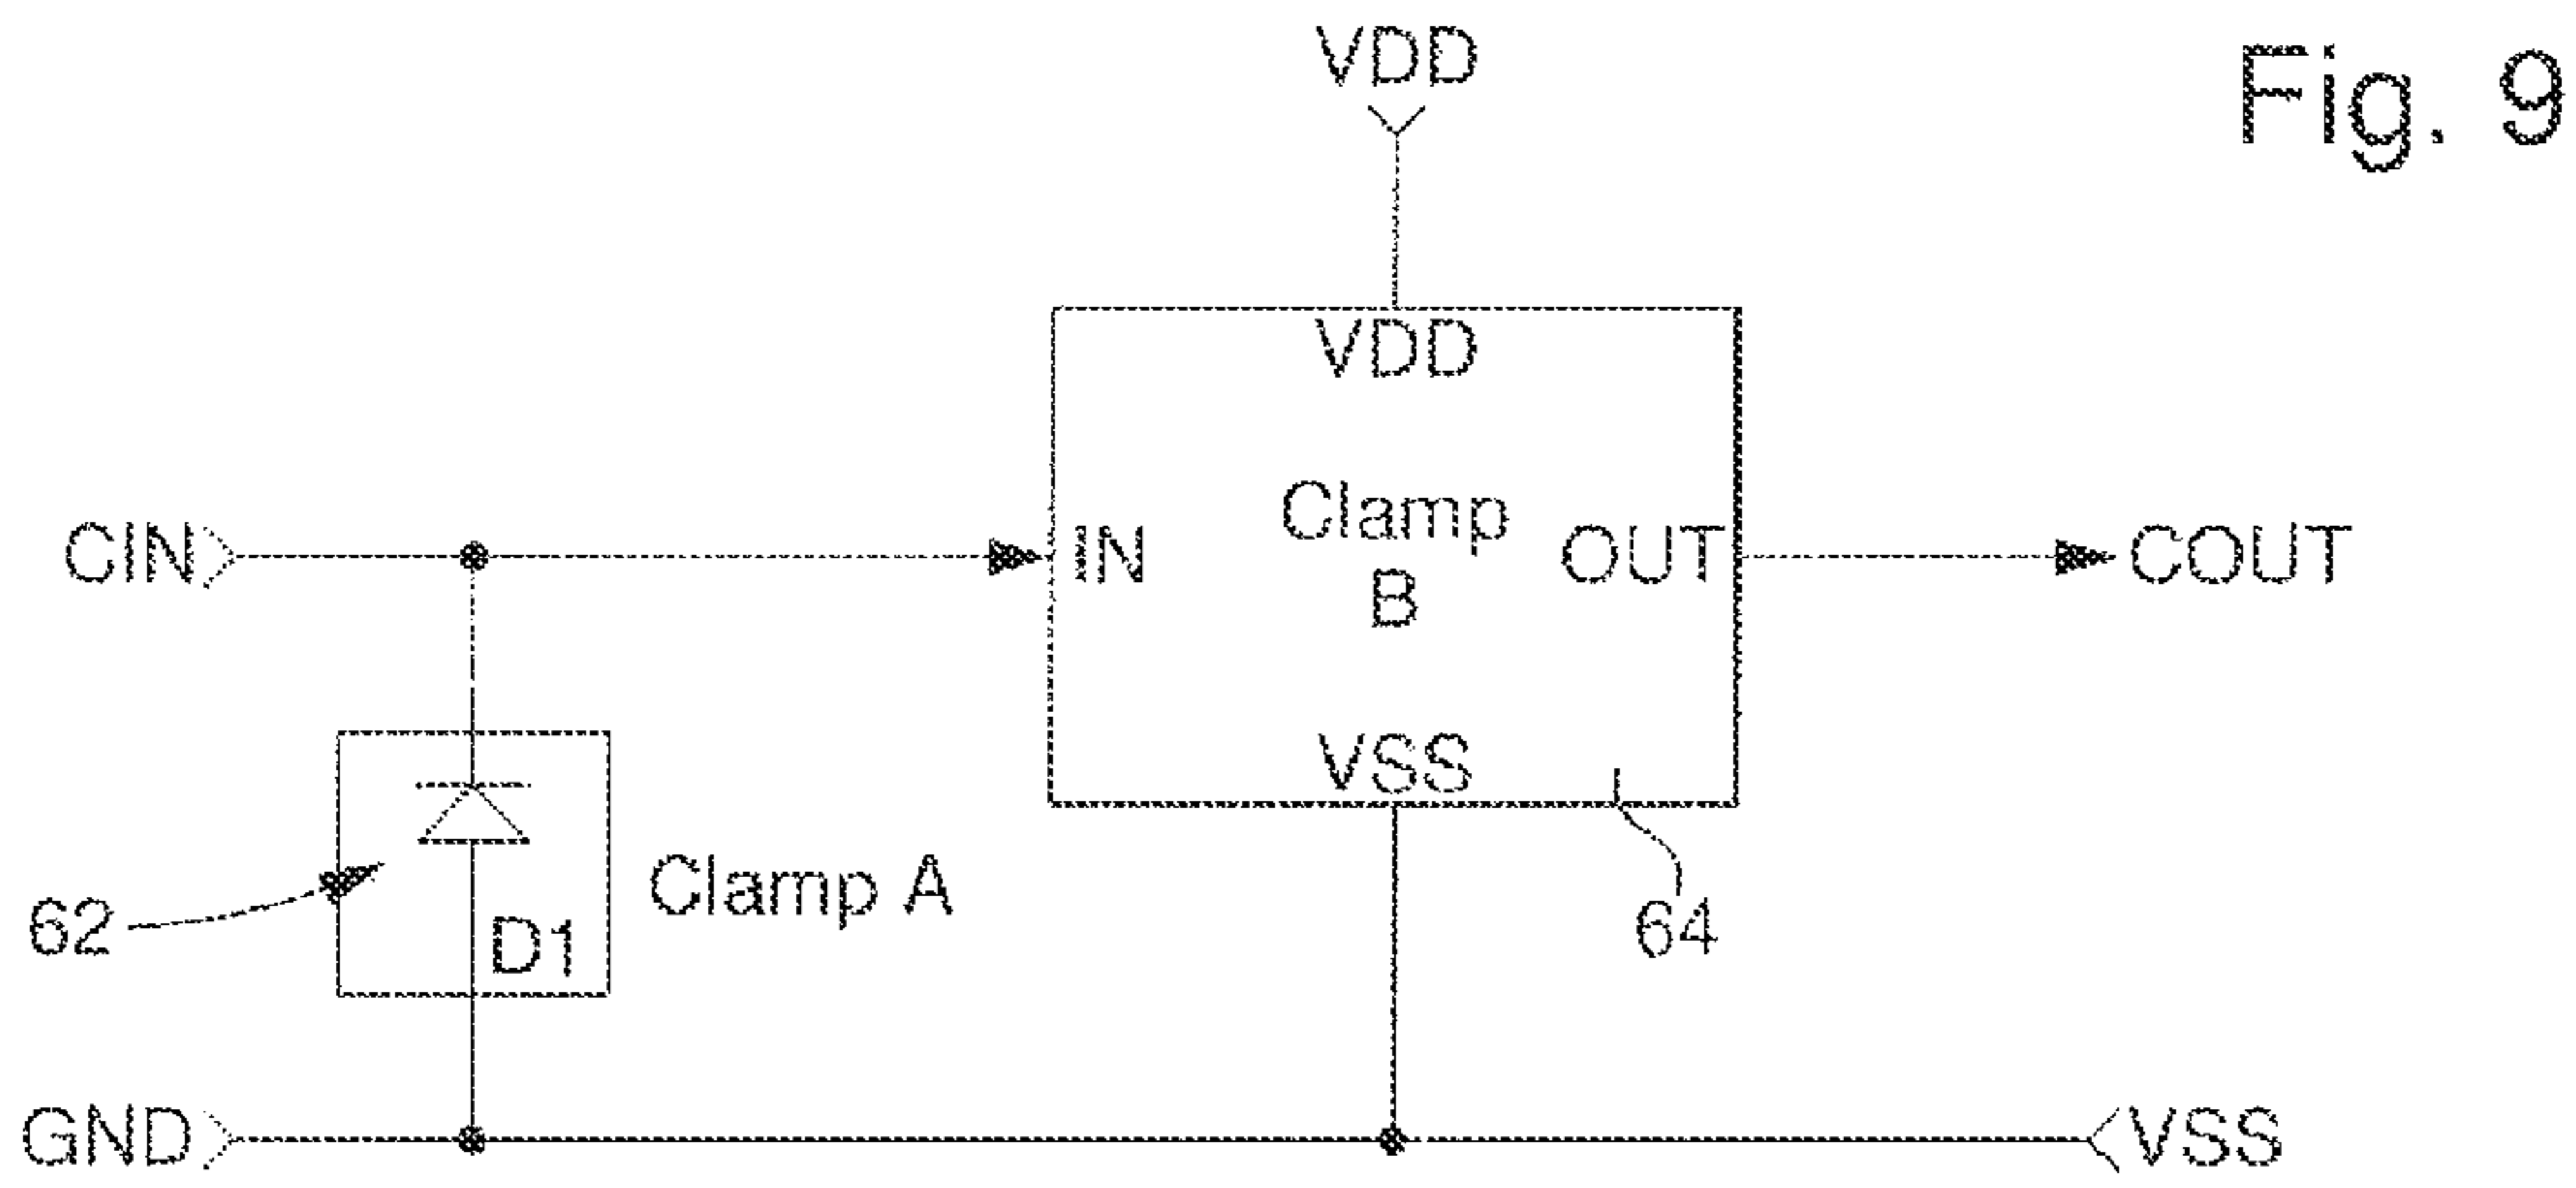 Fig. 9
VDD
VDD
CIN
IN
Clamp
B
OUT
COUT
VSS
62
D1
Clamp A
64
GND
VSS